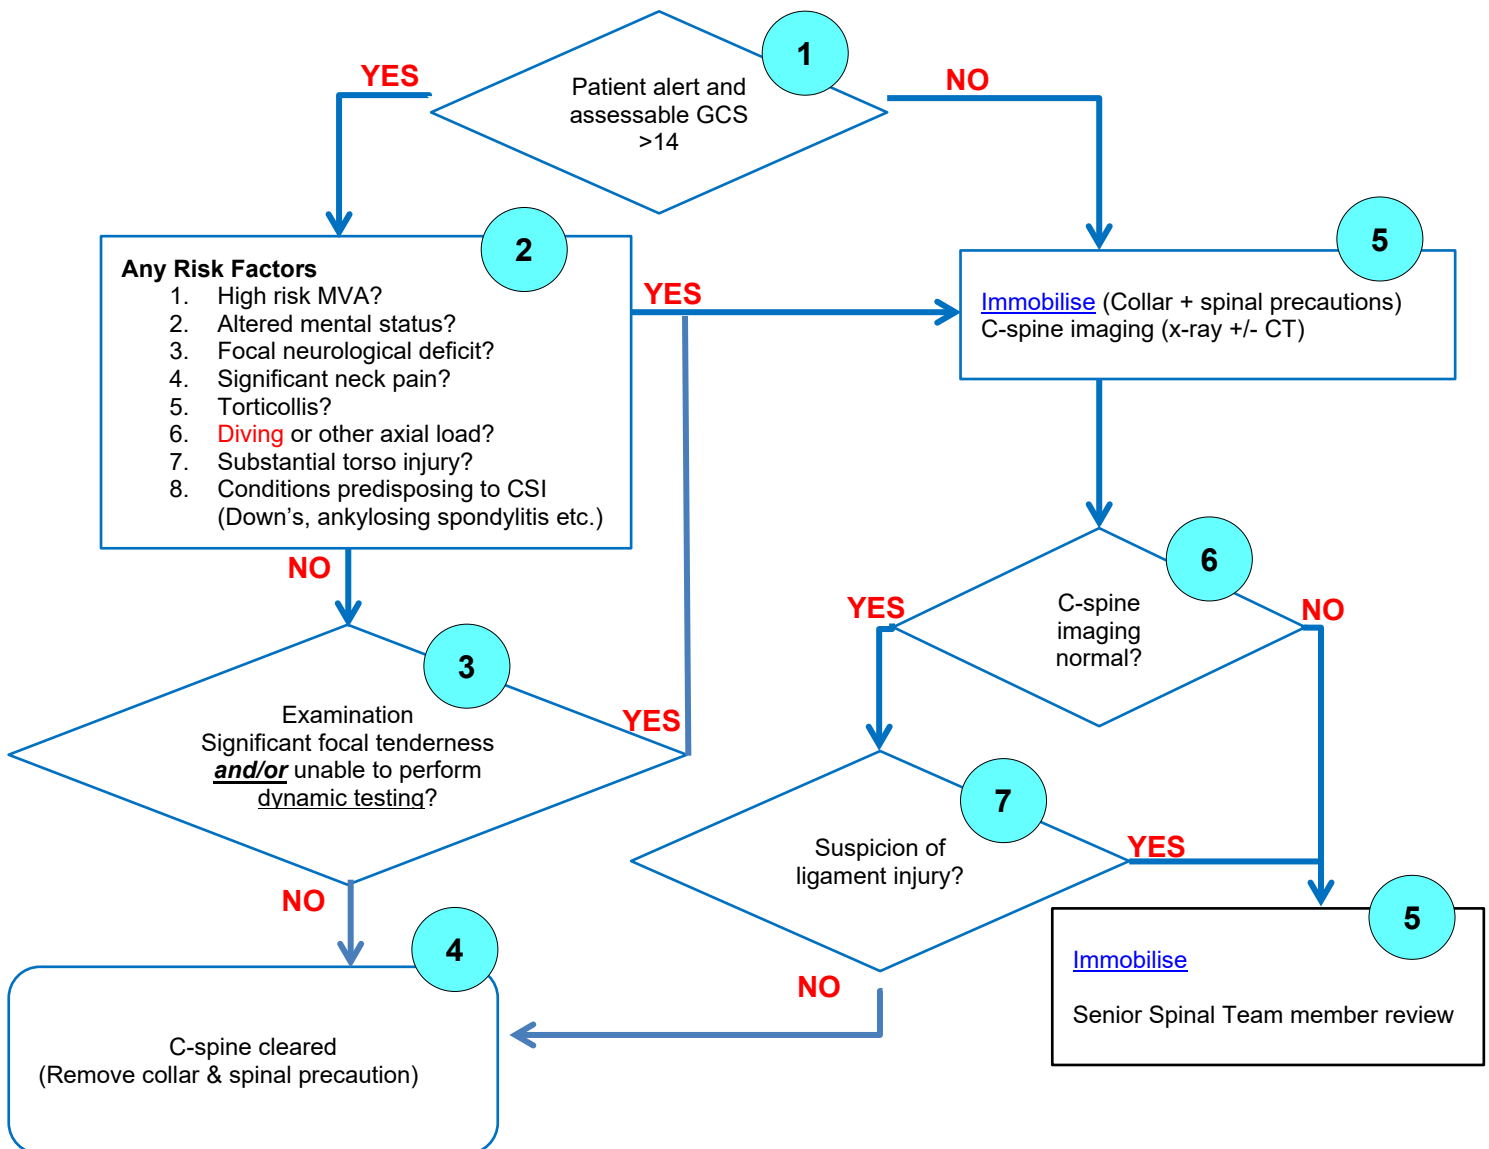 1
Patient alert and
assessable GCS
>14
YES
NO
2
Any Risk Factors
1. High risk MVA?
2. Altered mental status?
3. Focal neurological deficit?
4. Significant neck pain?
5. Torticollis?
6. Diving or other axial load?
7. Substantial torso injury?
8. Conditions predisposing to CSI
(Down's, ankylosing spondylitis etc.)
YES
NO
5
Immobilise (Collar + spinal precautions)
C-spine imaging (x-ray +/- CT)
3
Examination
Significant focal tenderness
and/or unable to perform
dynamic testing?
YES
NO
6
C-spine
imaging
normal?
YES
NO
7
Suspicion of
ligament injury?
YES
NO
4
C-spine cleared
(Remove collar & spinal precaution)
5
Immobilise
Senior Spinal Team member review